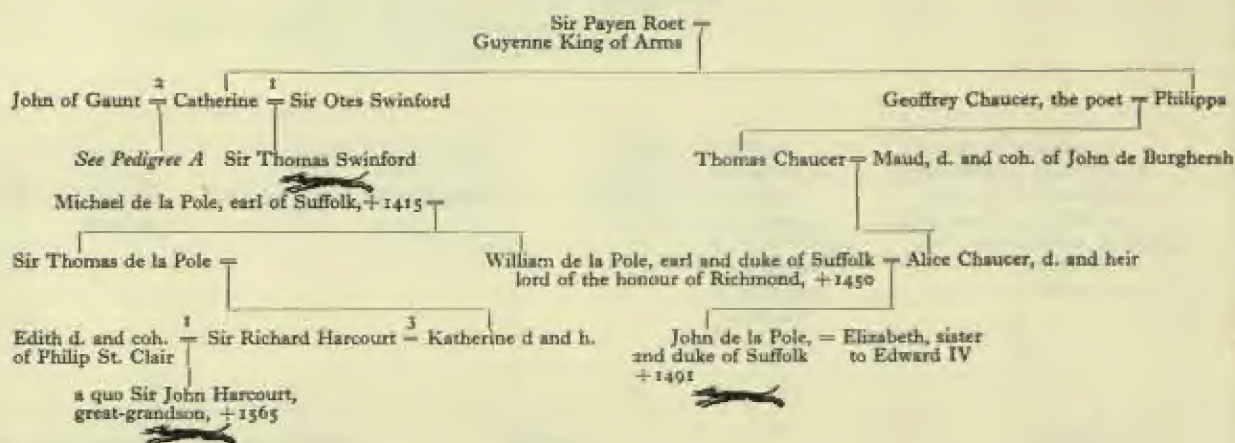 Sir Payen Roet =
Guyenne King of Arms
2 1
John of Gaunt = Catherine = Sir Otes Swinford
Geoffrey Chaucer, the poet = Philippa
See Pedigree A Sir Thomas Swinford
Thomas Chaucer = Maud, d. and coh. of John de Burghersh
Michael de la Pole, earl of Suffolk, +1415 =
Sir Thomas de la Pole =
William de la Pole, earl and duke of Suffolk = Alice Chaucer, d. and heir
lord of the honour of Richmond, +1450
1 3
Edith d. and coh. = Sir Richard Harcourt = Katherine d and h.
of Philip St. Clair
John de la Pole, = Elizabeth, sister
2nd duke of Suffolk to Edward IV
+1491
a quo Sir John Harcourt,
great-grandson, +1565